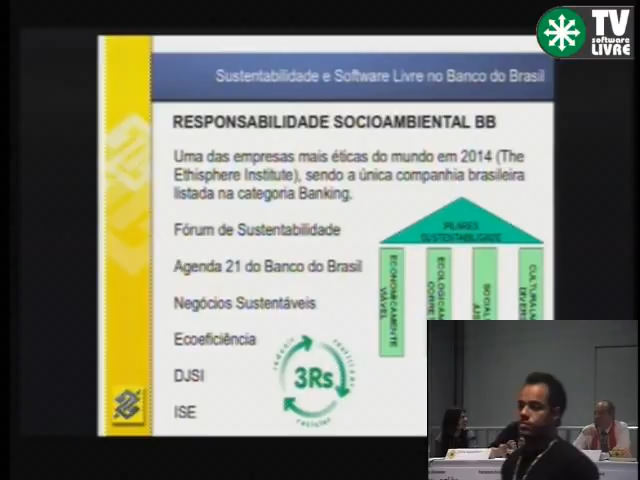 TV
software
LIVRE
Sustentabilidade e Software Livre no Banco do Brasil
RESPONSABILIDADE SOCIOAMBIENTAL BB
Uma das empresas mais éticas do mundo em 2014 (The
Ethisphere Institute), sendo a única companhia brasileira
listada na categoria Banking.
Fórum de Sustentabilidade
Agenda 21 do Banco do Brasil
Negócios Sustentáveis
Ecoeficiência
DJSI
ISE
PILARES
SUSTENTABILIDADE
ECONOMICAMENTE
VIÁVEL
reduzir
reutilizar
3Rs
reciclar